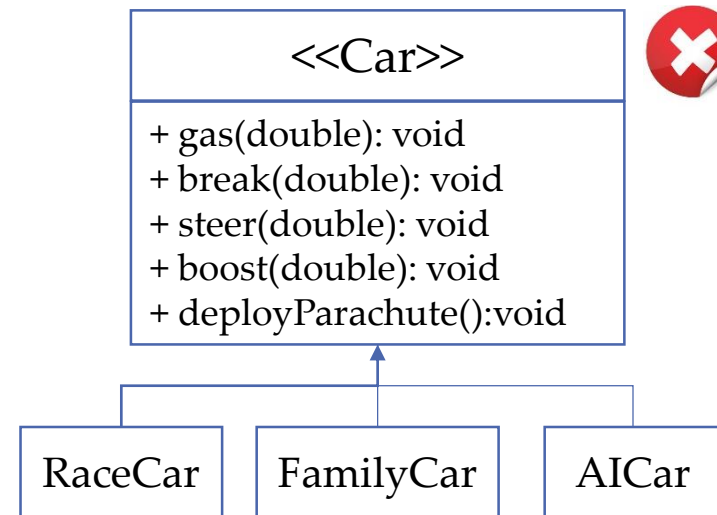 <<Car>>
+ gas(double): void
+ break(double): void
+ steer(double): void
+ boost(double): void
+ deployParachute():void
RaceCar
FamilyCar
AICar